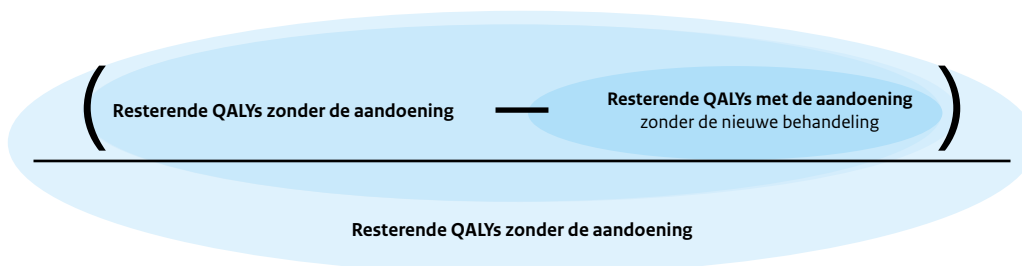 ( Resterende QALYs zonder de aandoening — Resterende QALYs met de aandoening )
zonder de nieuwe behandeling
Resterende QALYs zonder de aandoening